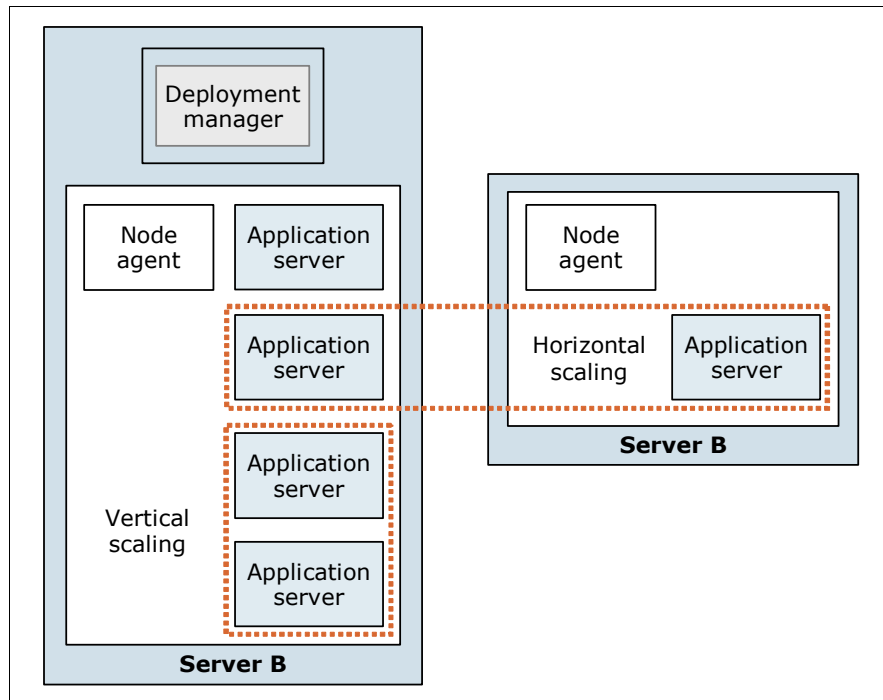 Deployment
manager
Node
agent
Application
server
Application
server
Application
server
Vertical
scaling
Application
server
Server B
Node
agent
Horizontal
scaling
Application
server
Server B